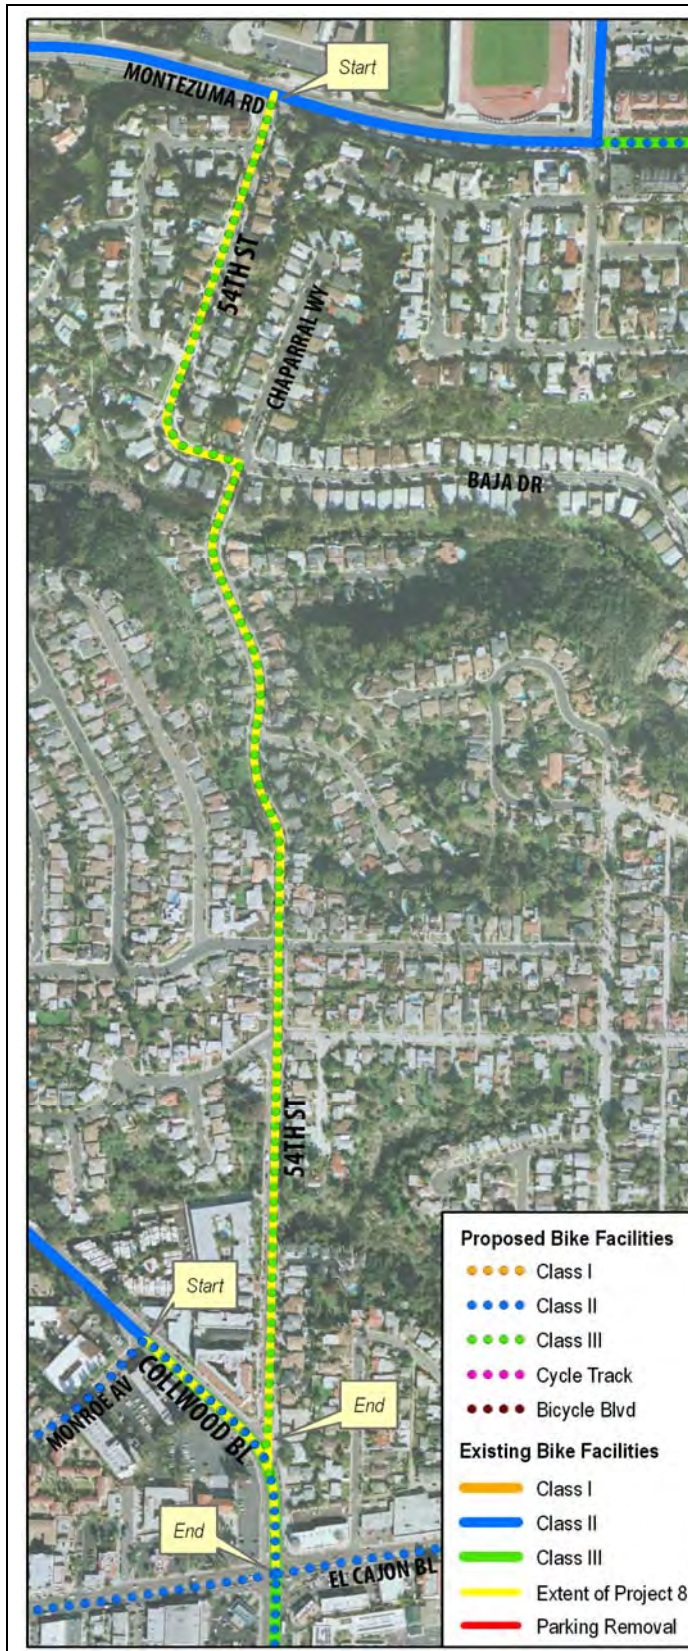 Start
MONTEZUMA RD
54TH ST
CHAPARRAL WY
BAJA DR
54TH ST
Start
COLLWOOD BL
MONROE AV
End
End
EL CAJON BL
Proposed Bike Facilities
Class I
Class II
Class III
Cycle Track
Bicycle Blvd
Existing Bike Facilities
Class I
Class II
Class III
Extent of Project 8
Parking Removal